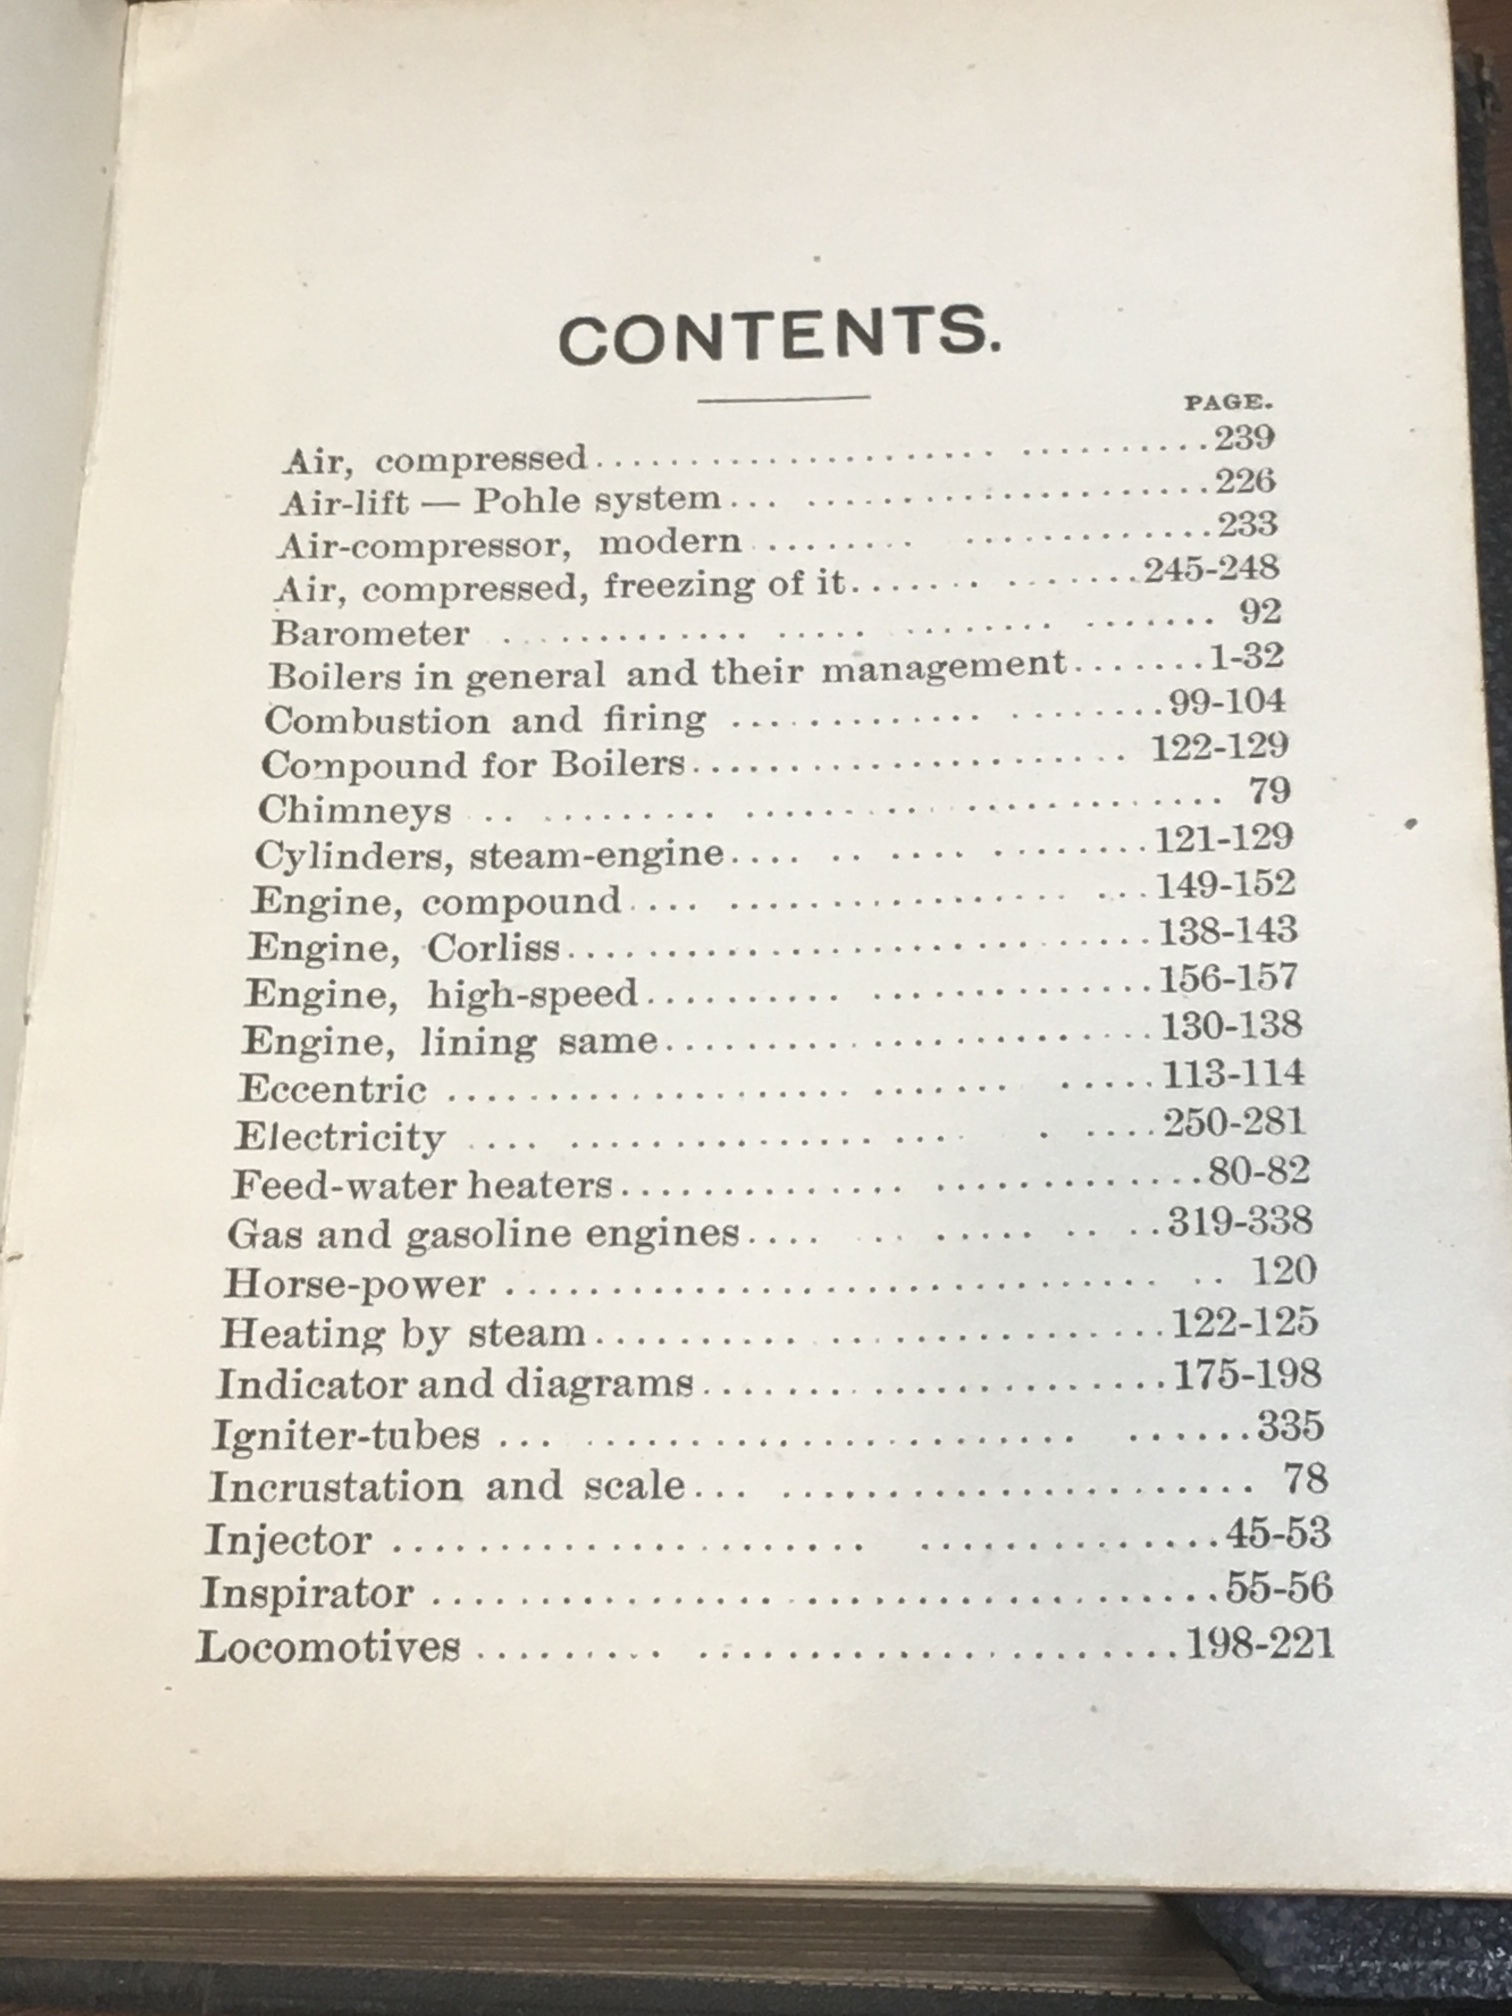 CONTENTS.
PAGE.
Air, compressed..................... ..........239
Air-lift — Pohle system... ......................226
Air-compressor, modern ........ ..............233
Air, compressed, freezing of it....... .......245-248
Barometer .............. ..... ........ ....... 92
Boilers in general and their management.......1-32
Combustion and firing ............. ........99-104
Compound for Boilers...................... 122-129
Chimneys .. .......... ......... .............. 79
Cylinders, steam-engine.... .. .... ........121-129
Engine, compound.... ................. ...149-152
Engine, Corliss.............................138-143
Engine, high-speed.......... ..............156-157
Engine, lining same........................130-138
Eccentric .................... ....... .....113-114
Electricity .... ................ .... . ....250-281
Feed-water heaters.............. .............80-82
Gas and gasoline engines.... .. ..... .. ..319-338
Horse-power ............................ .. 120
Heating by steam.......... ................122-125
Indicator and diagrams........................175-198
Igniter-tubes ... ........................ ......335
Incrustation and scale... ....................... 78
Injector ...................... ..............45-53
Inspirator ....................................55-56
Locomotives ......... .....................198-221